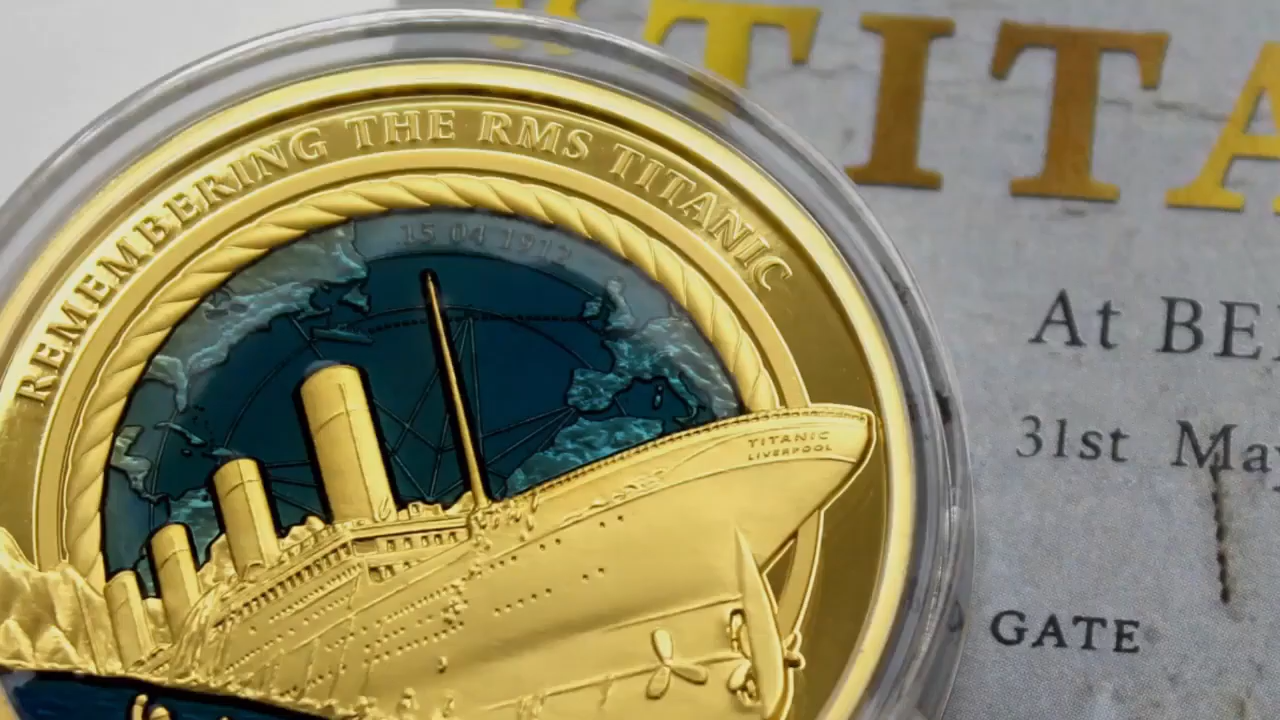 REMEMBERING THE RMS TITANIC
15 04 1912
TITANIC
LIVERPOOL
"TITA
At BE
31st May
GATE